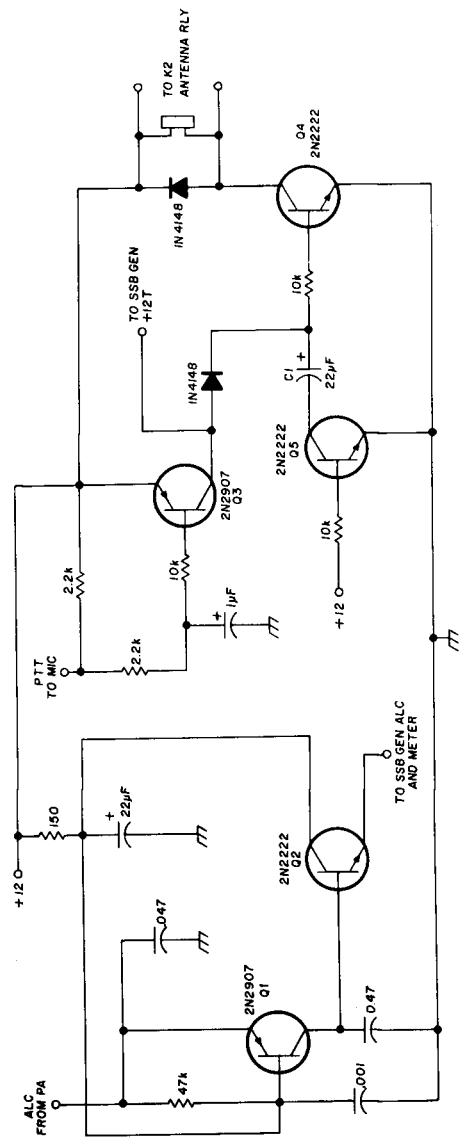 ALC
FROM PA
+12
150
22µF
+
.047
47k
2N2907
Q1
.001
0.47
2N2222
Q2
TO SSB GEN ALC
AND METER
PTT
TO MIC
2.2k
2.2k
10k
1µF
+
2N2907
Q3
TO SSB GEN
+12T
1N4148
+12
10k
2N2222
Q5
C1
+
22µF
10k
1N4148
Q4
2N2222
TO K2
ANTENNA RLY